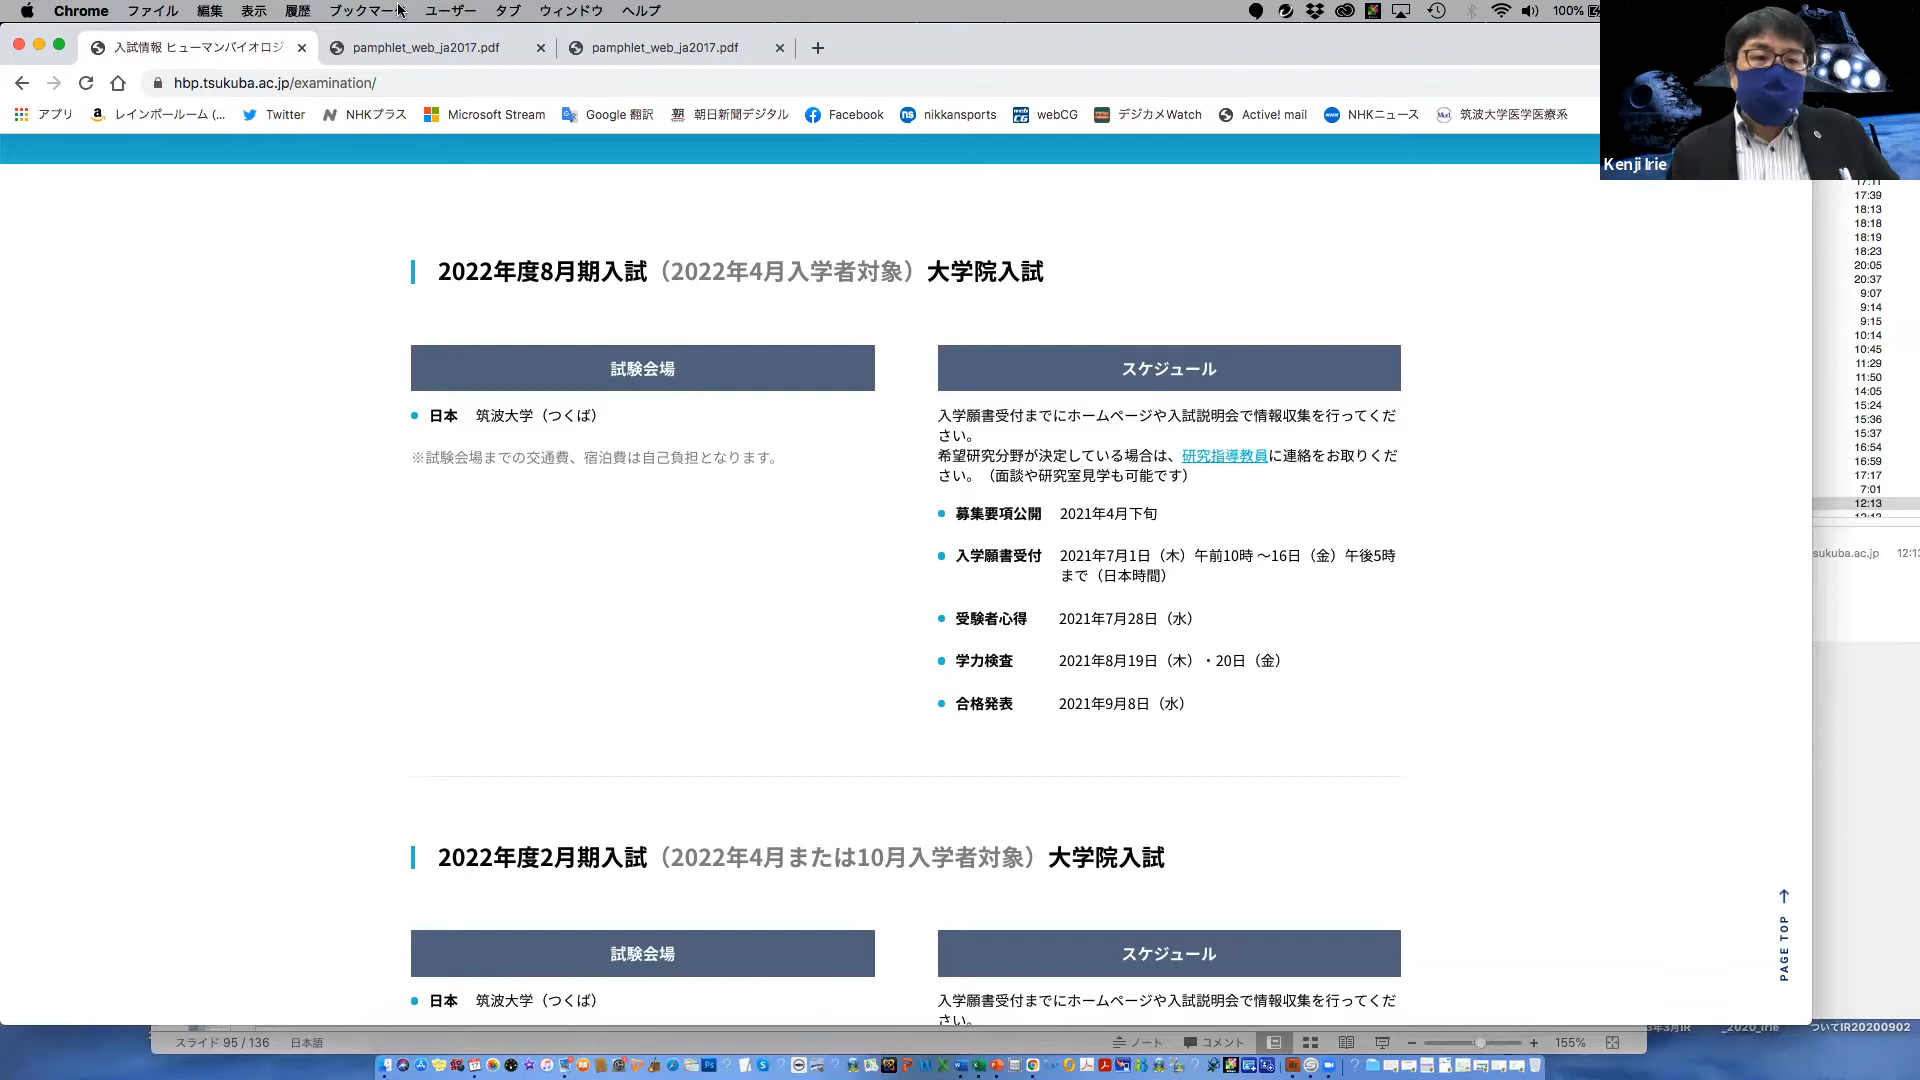 Chrome ファイル 編集 表示 履歴 ブックマーク ユーザー タブ ウィンドウ ヘルプ 100%
入試情報 ヒューマンバイオロジー pamphlet_web_ja2017.pdf pamphlet_web_ja2017.pdf
hbp.tsukuba.ac.jp/examination/
アプリ レインボールーム (... Twitter NHKプラス Microsoft Stream Google 翻訳 朝日新聞デジタル Facebook nikkansports webCG デジカメWatch Active! mail NHKニュース 筑波大学医学医療系
Kenji Irie
2022年度8月期入試（2022年4月入学者対象）大学院入試
試験会場
日本 筑波大学（つくば）
※試験会場までの交通費、宿泊費は自己負担となります。
スケジュール
入学願書受付までにホームページや入試説明会で情報収集を行ってくだ
さい。
希望研究分野が決定している場合は、研究指導教員に連絡をお取りくだ
さい。（面談や研究室見学も可能です）
募集要項公開 2021年4月下旬
入学願書受付 2021年7月1日（木）午前10時 ～16日（金）午後5時
まで（日本時間）
受験者心得 2021年7月28日（水）
学力検査 2021年8月19日（木）・20日（金）
合格発表 2021年9月8日（水）
2022年度2月期入試（2022年4月または10月入学者対象）大学院入試
試験会場
日本 筑波大学（つくば）
スケジュール
入学願書受付までにホームページや入試説明会で情報収集を行ってくだ
さい。
PAGE TOP
17:11
17:39
18:13
18:18
18:19
18:23
20:05
20:37
9:07
9:14
9:15
10:14
10:45
11:29
11:50
14:05
15:24
15:36
15:37
16:54
16:59
17:17
7:01
12:13
12:13
sukuba.ac.jp 12:13
_2020_Irie ついてIR20200902
スライド 95 / 136 日本語 ノート コメント 155%